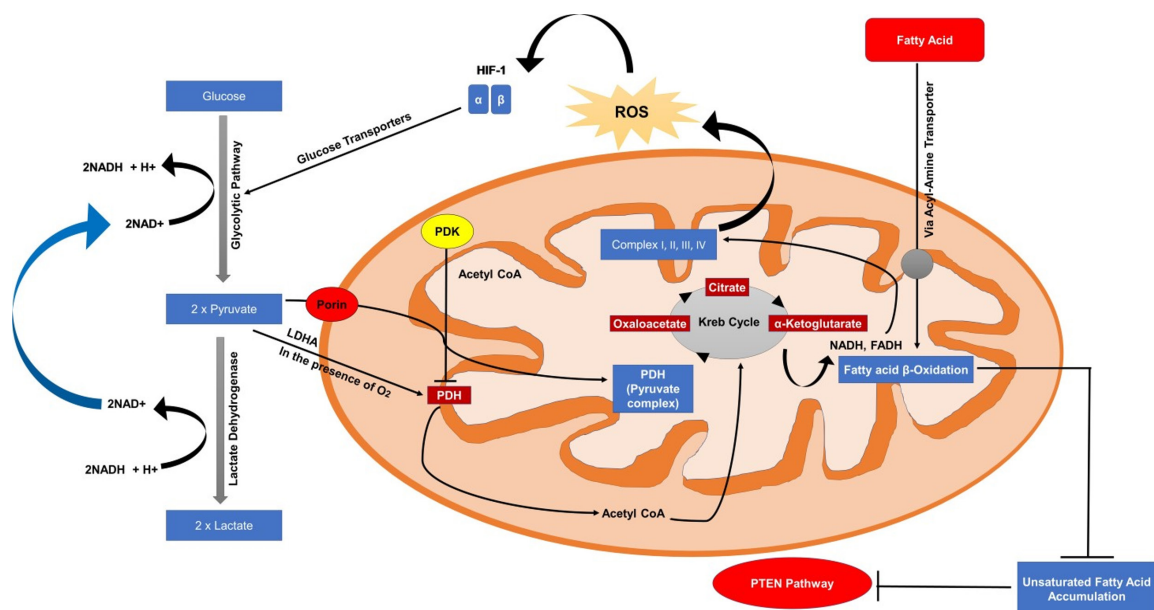 Fatty Acid
HIF-1
α β
ROS
Glucose
Glucose Transporters
Via Acyl-Amine Transporter
2NADH + H+
Glycolytic Pathway
2NAD+
PDK
Complex I, II, III, IV
Acetyl CoA
Citrate
2 x Pyruvate
Porin
Oxaloacetate
Kreb Cycle
α-Ketoglutarate
LDHA
In the presence of O2
NADH, FADH
Fatty acid β-Oxidation
PDH
(Pyruvate
complex)
PDH
2NAD+
Lactate Dehydrogenase
2NADH + H+
Acetyl CoA
2 x Lactate
PTEN Pathway
Unsaturated Fatty Acid
Accumulation